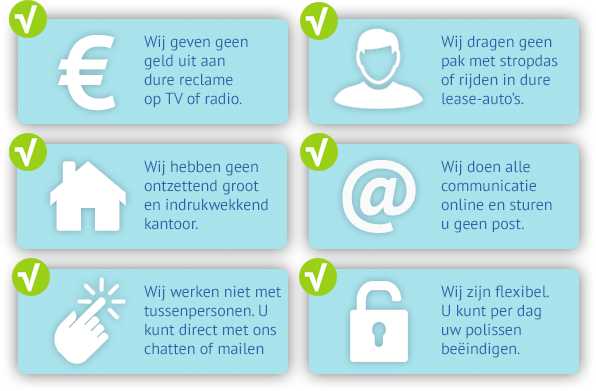 Wij geven geen
geld uit aan
dure reclame
op TV of radio.
Wij dragen geen
pak met stropdas
of rijden in dure
lease-auto's.
Wij hebben geen
ontzettend groot
en indrukwekkend
kantoor.
Wij doen alle
communicatie
online en sturen
u geen post.
Wij werken niet met
tussenpersonen. U
kunt direct met ons
chatten of mailen
Wij zijn flexibel.
U kunt per dag
uw polissen
beëindigen.